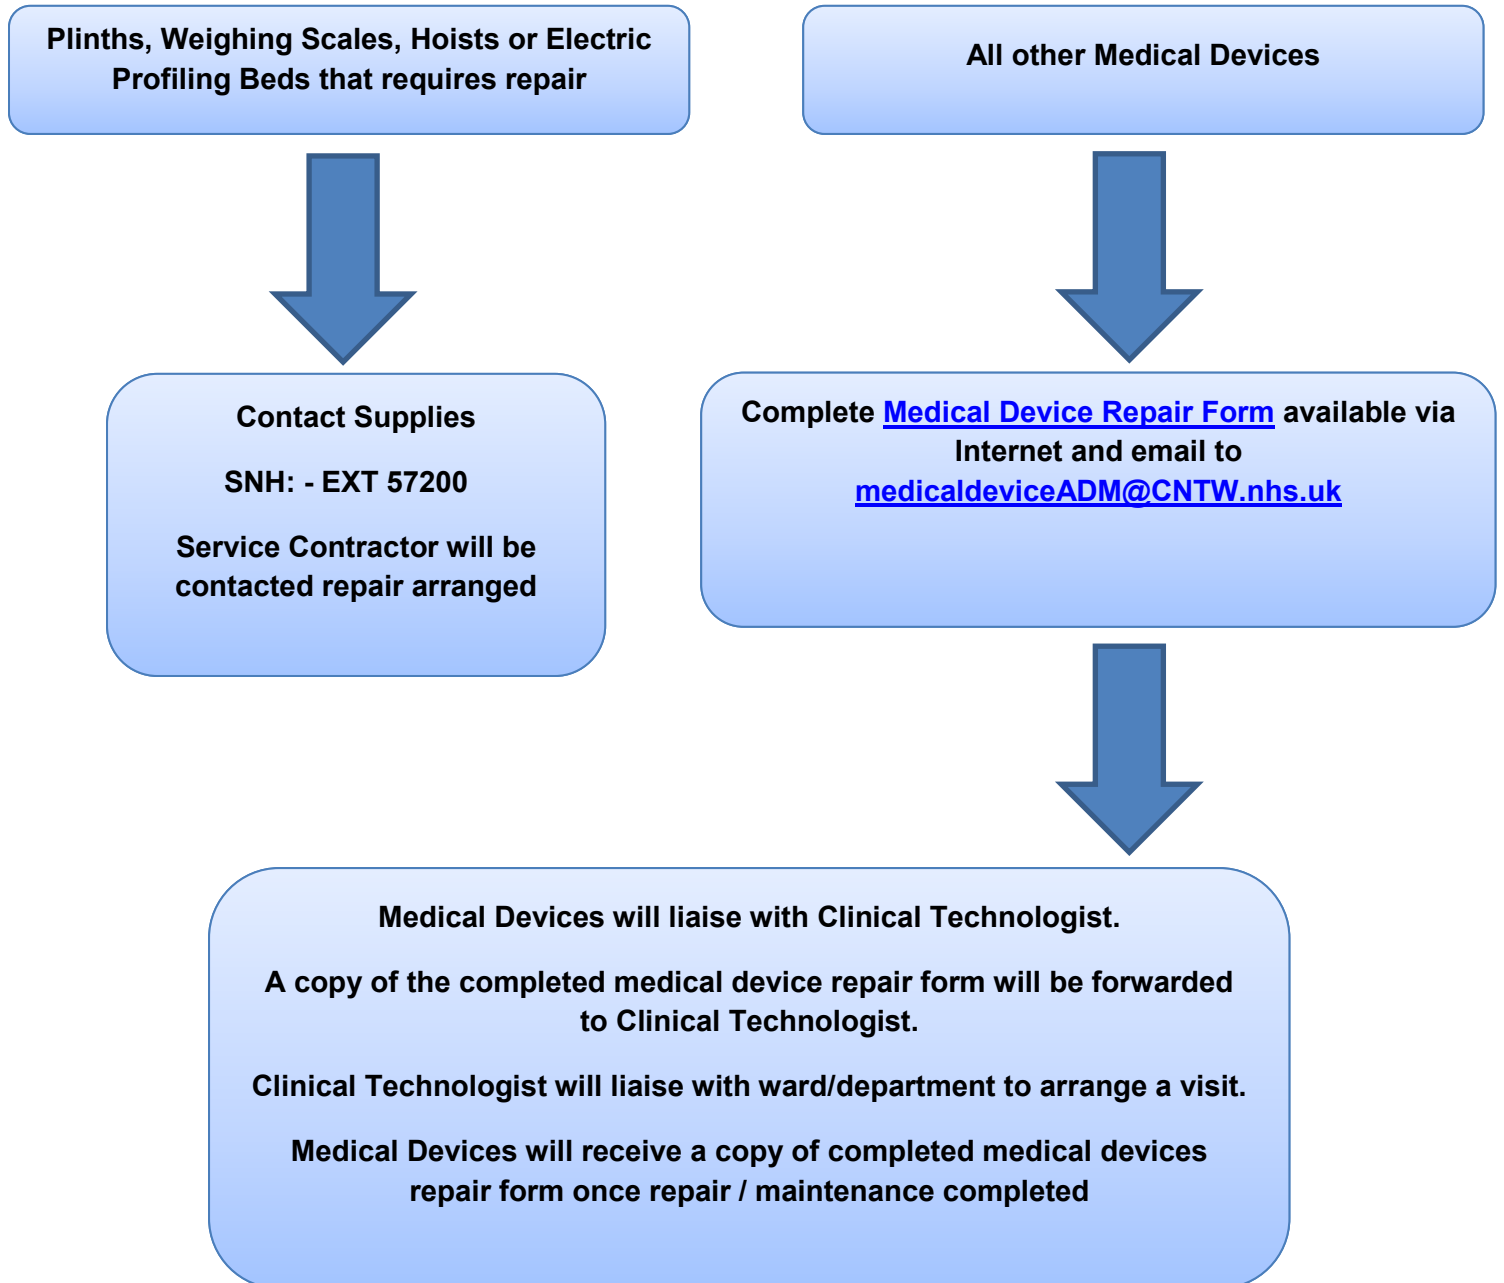 Plinths, Weighing Scales, Hoists or Electric
Profiling Beds that requires repair
All other Medical Devices
Contact Supplies
SNH: - EXT 57200
Service Contractor will be
contacted repair arranged
Complete Medical Device Repair Form available via
Internet and email to
medicaldeviceADM@CNTW.nhs.uk
Medical Devices will liaise with Clinical Technologist.
A copy of the completed medical device repair form will be forwarded
to Clinical Technologist.
Clinical Technologist will liaise with ward/department to arrange a visit.
Medical Devices will receive a copy of completed medical devices
repair form once repair / maintenance completed